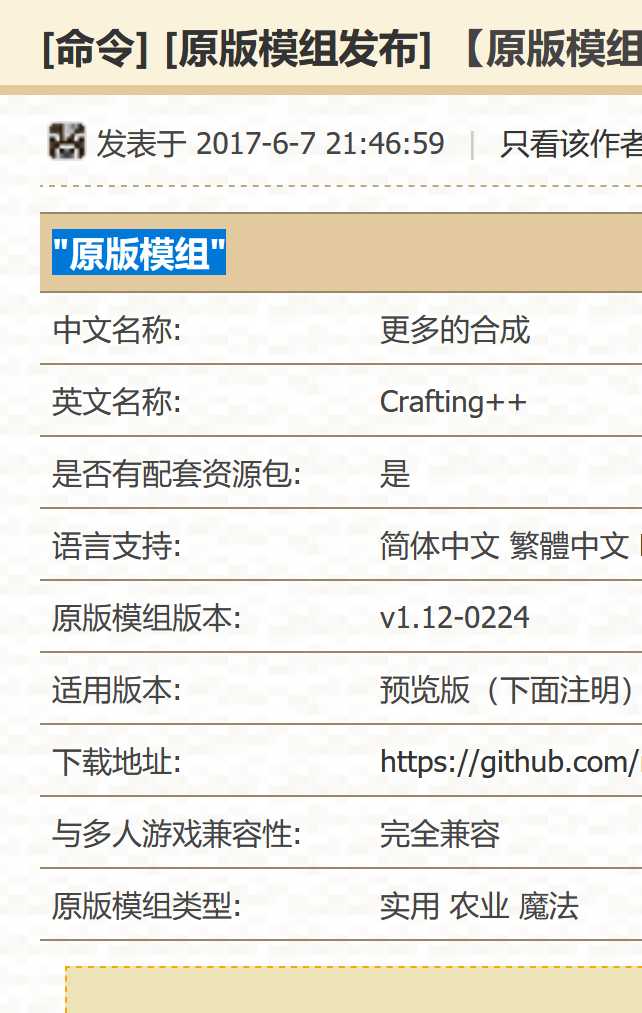 [命令] [原版模组发布] 【原版模组
发表于 2017-6-7 21:46:59 | 只看该作者
"原版模组"
中文名称: 更多的合成
英文名称: Crafting++
是否有配套资源包: 是
语言支持: 简体中文 繁體中文
原版模组版本: v1.12-0224
适用版本: 预览版（下面注明）
下载地址: https://github.com/
与多人游戏兼容性: 完全兼容
原版模组类型: 实用 农业 魔法